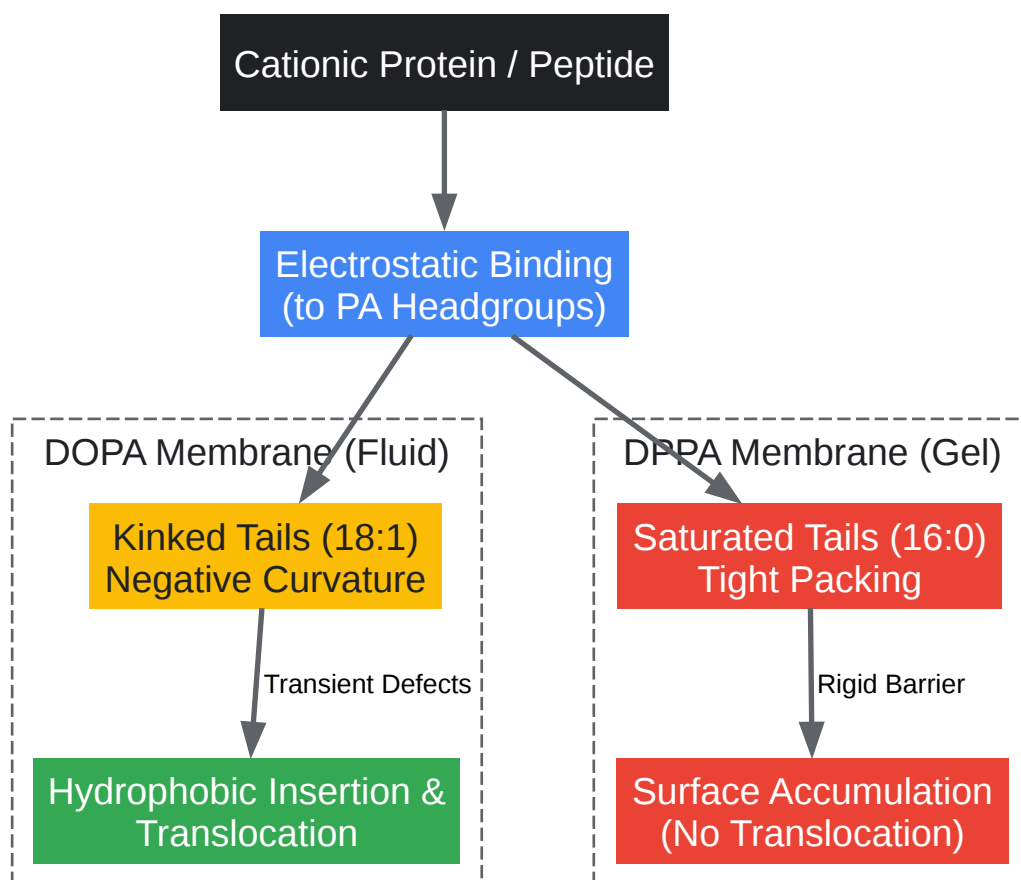 Cationic Protein / Peptide
Electrostatic Binding
(to PA Headgroups)
DOPA Membrane (Fluid)
Kinked Tails (18:1)
Negative Curvature
Transient Defects
Hydrophobic Insertion &
Translocation
DPPA Membrane (Gel)
Saturated Tails (16:0)
Tight Packing
Rigid Barrier
Surface Accumulation
(No Translocation)